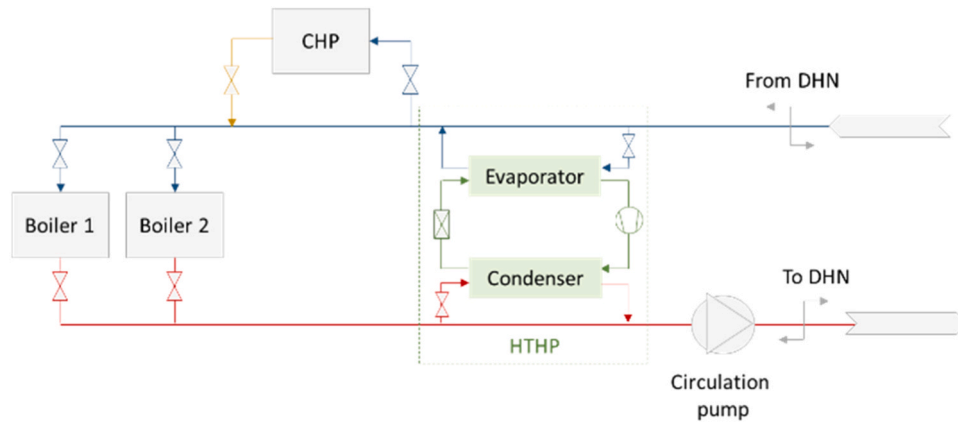 CHP
From DHN
Evaporator
Boiler 1
Boiler 2
Condenser
To DHN
HTHP
Circulation
pump